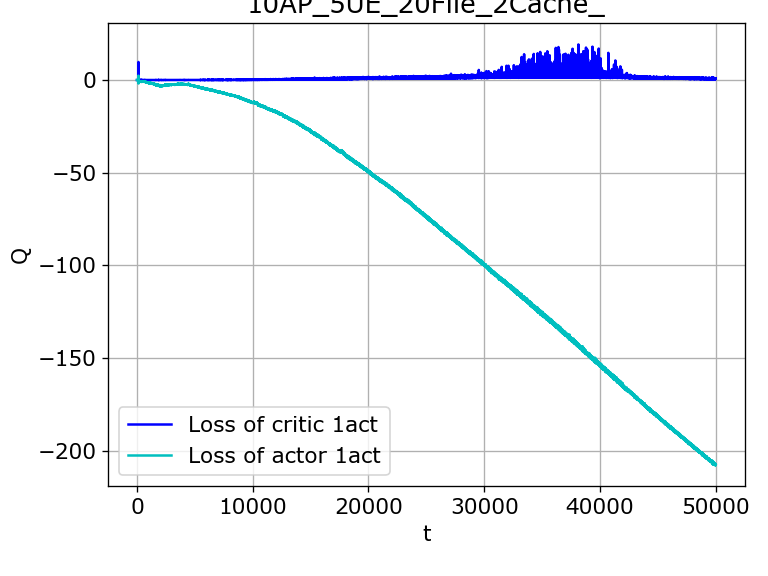 10AP_5UE_20File_2Cache_
0
−50
−100
−150
−200
Q
Loss of critic 1act
Loss of actor 1act
0 10000 20000 30000 40000 50000
t